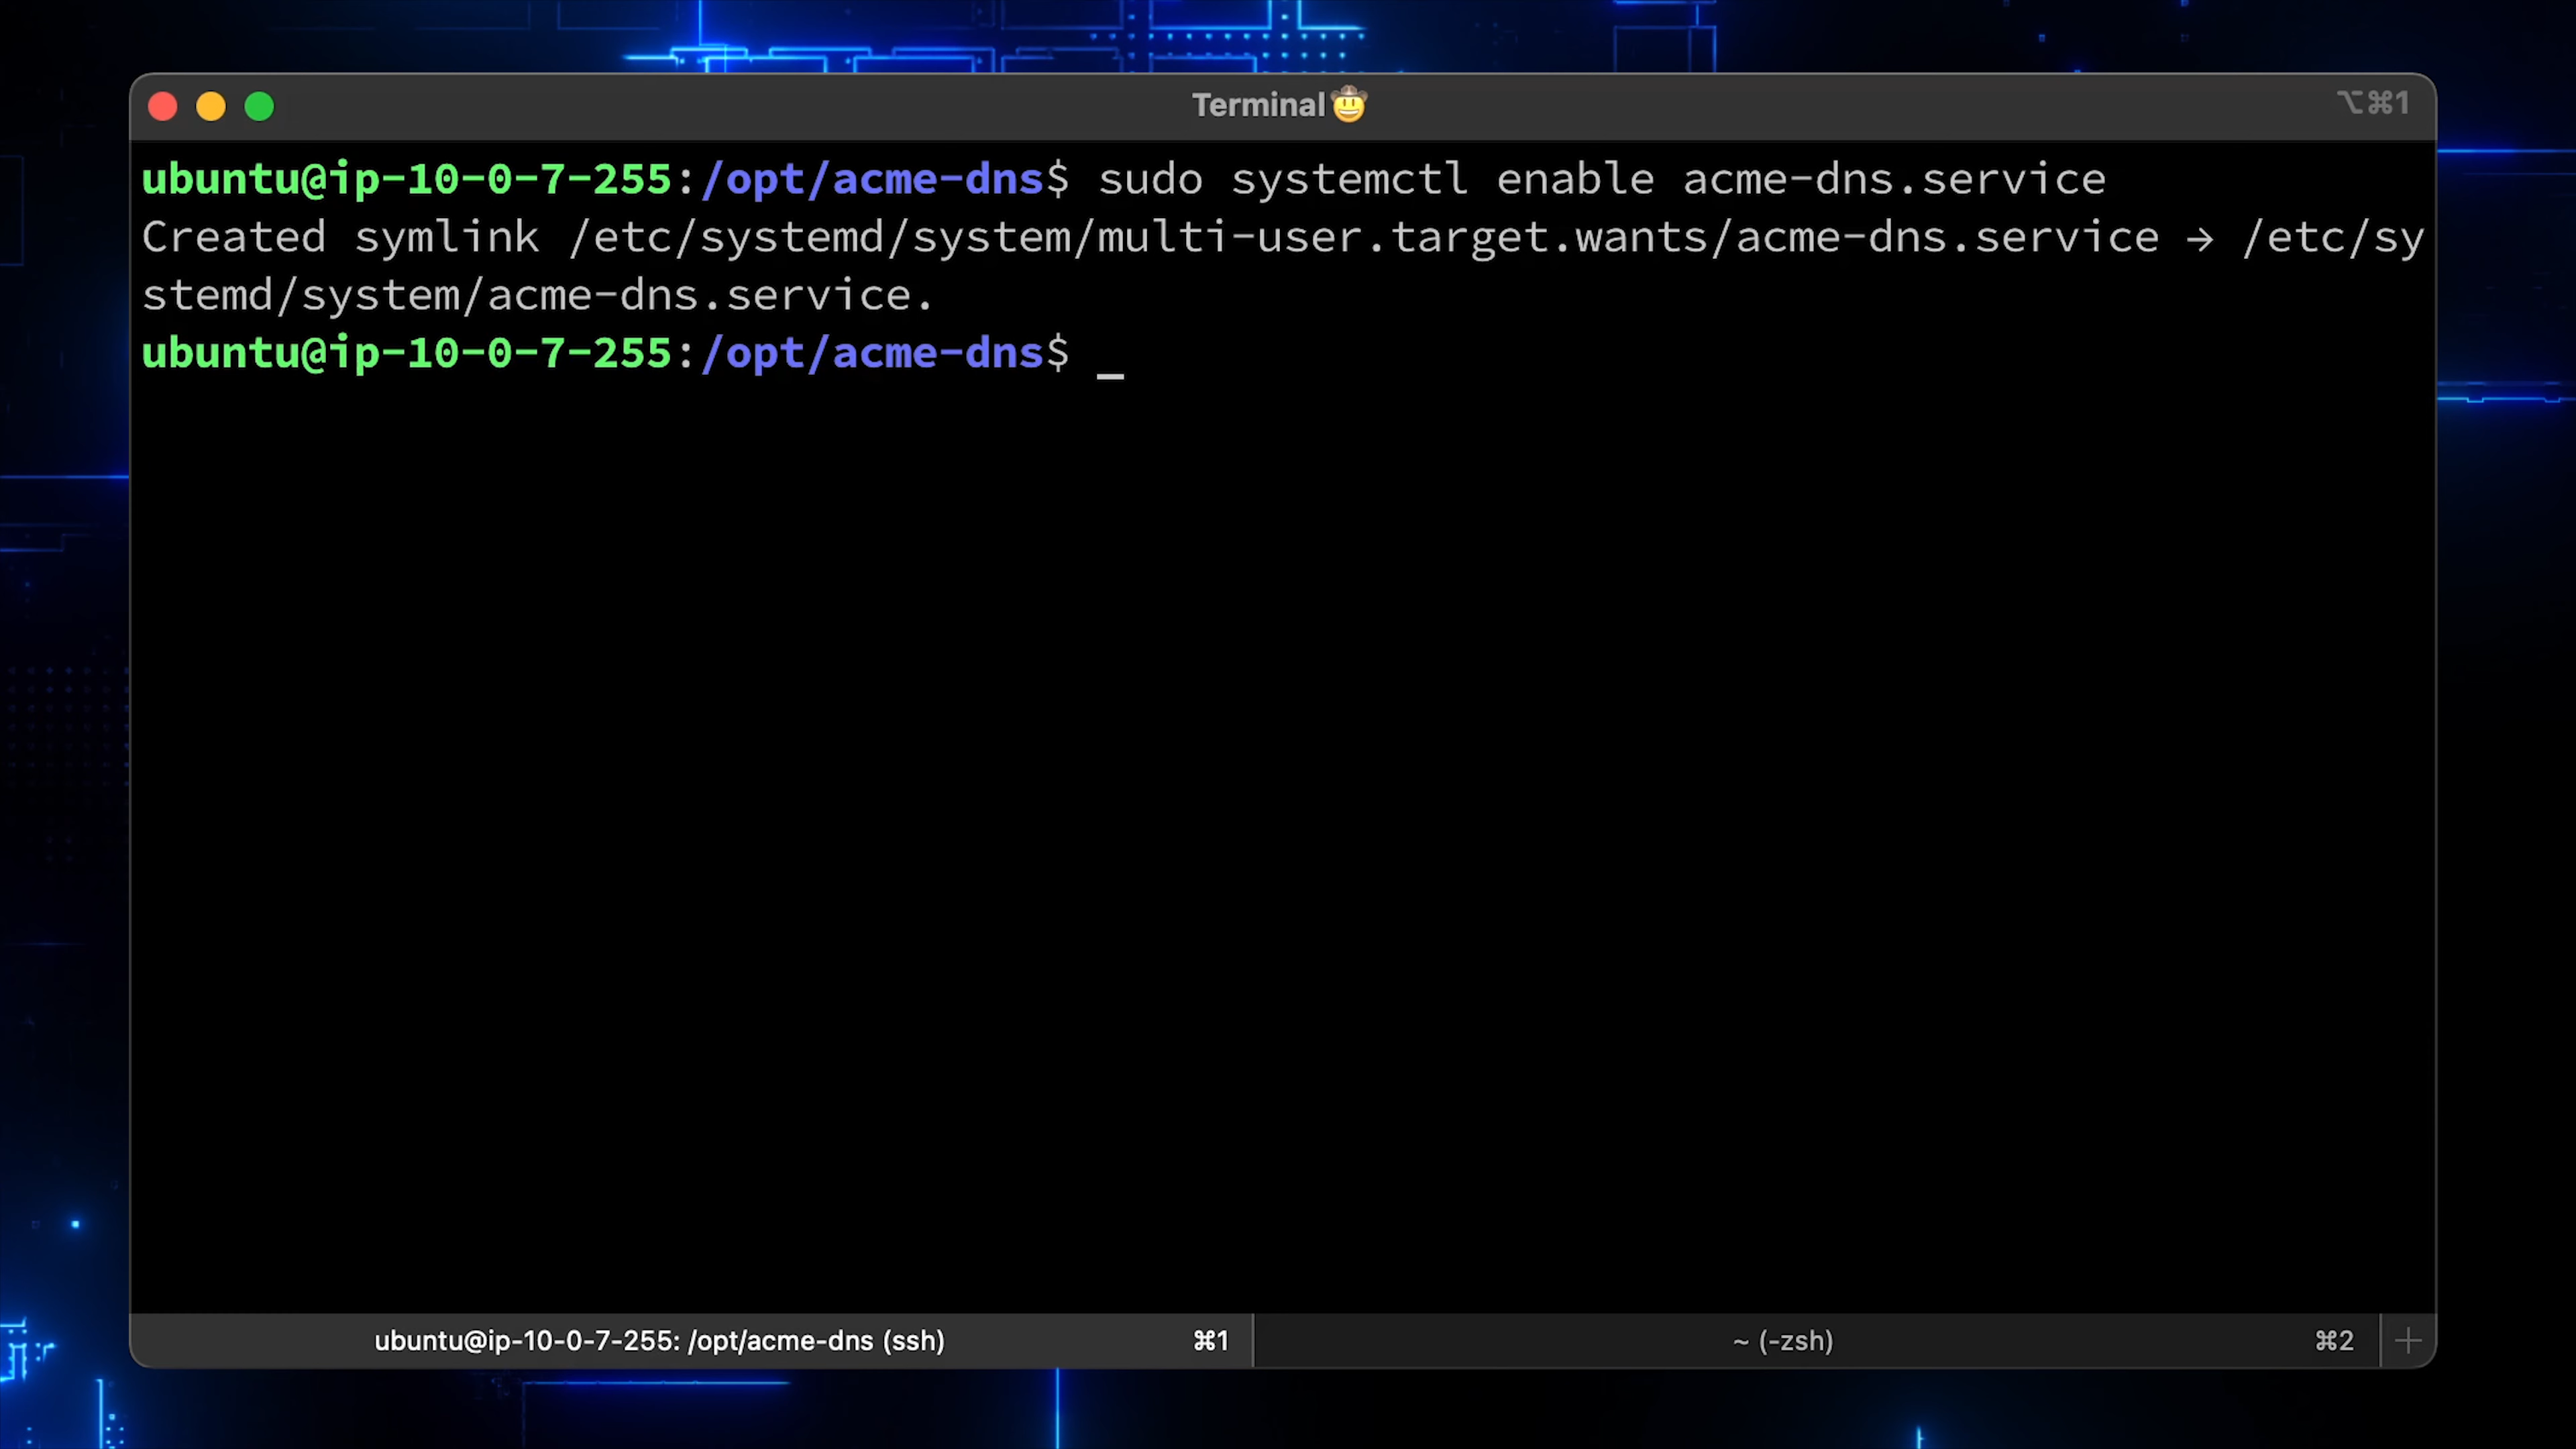 Terminal🤠
⌥⌘1
ubuntu@ip-10-0-7-255:/opt/acme-dns$ sudo systemctl enable acme-dns.service
Created symlink /etc/systemd/system/multi-user.target.wants/acme-dns.service → /etc/sy
stemd/system/acme-dns.service.
ubuntu@ip-10-0-7-255:/opt/acme-dns$ _
ubuntu@ip-10-0-7-255: /opt/acme-dns (ssh) ⌘1
~ (-zsh) ⌘2 +